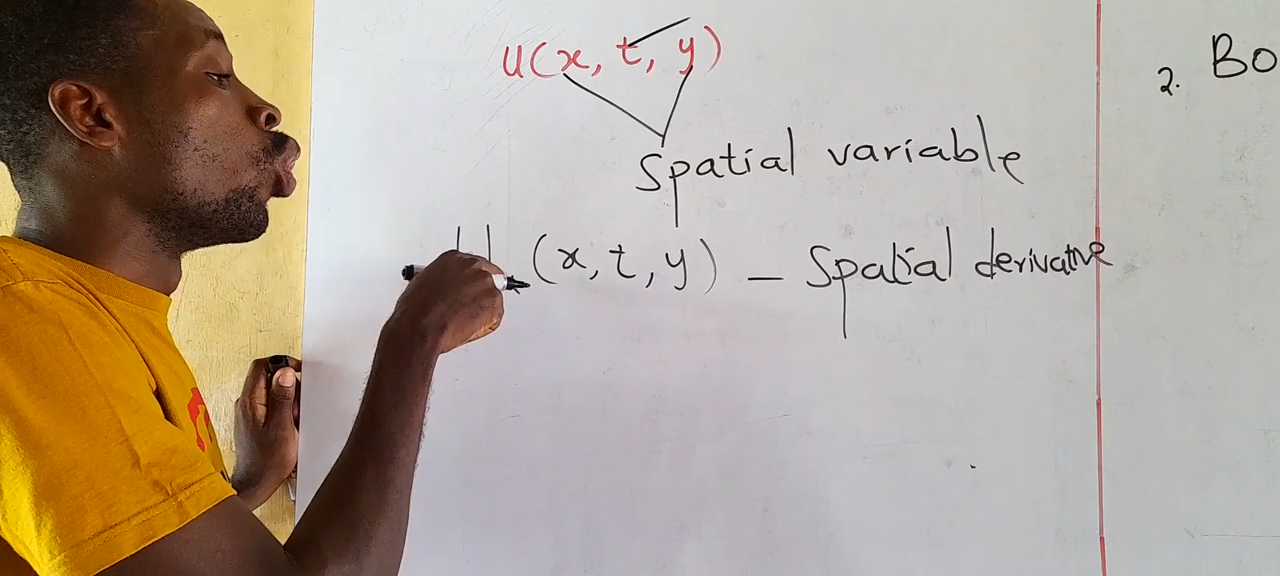 u(x, t, y)
Spatial variable
U (x, t, y) – Spatial derivative
2. Bo